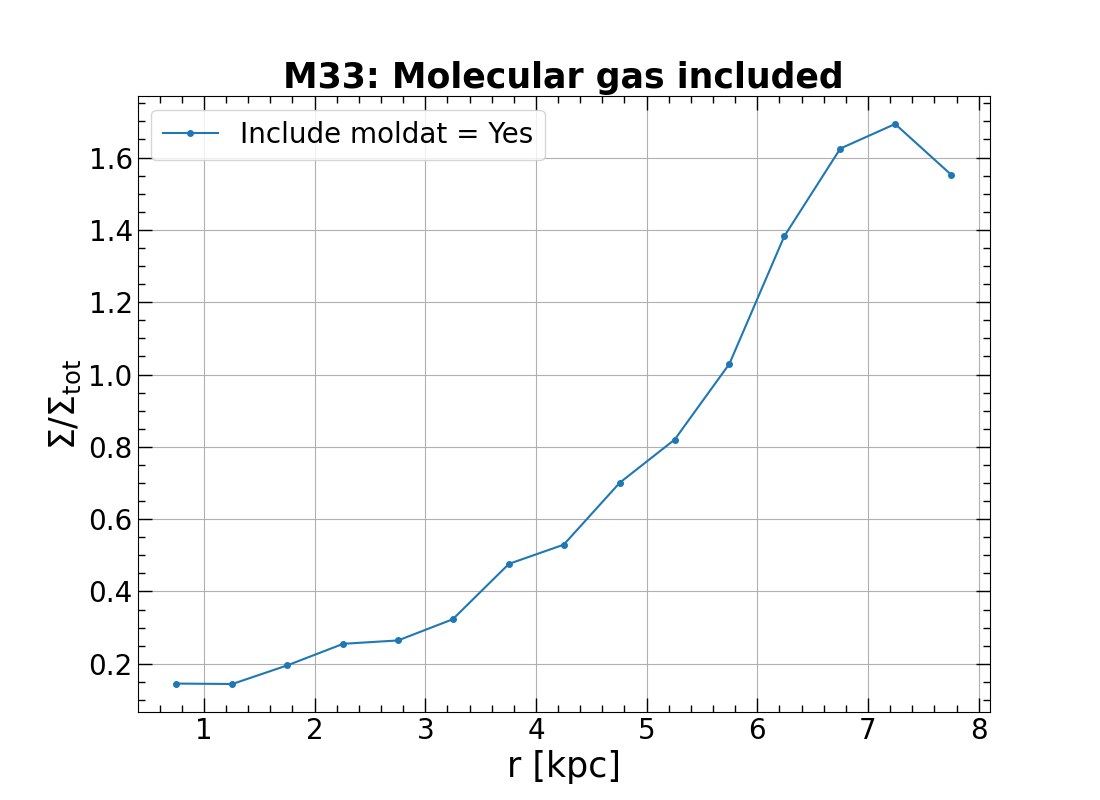 M33: Molecular gas included
Include moldat = Yes
Σ/Σtot
1.6
1.4
1.2
1.0
0.8
0.6
0.4
0.2
1 2 3 4 5 6 7 8
r [kpc]